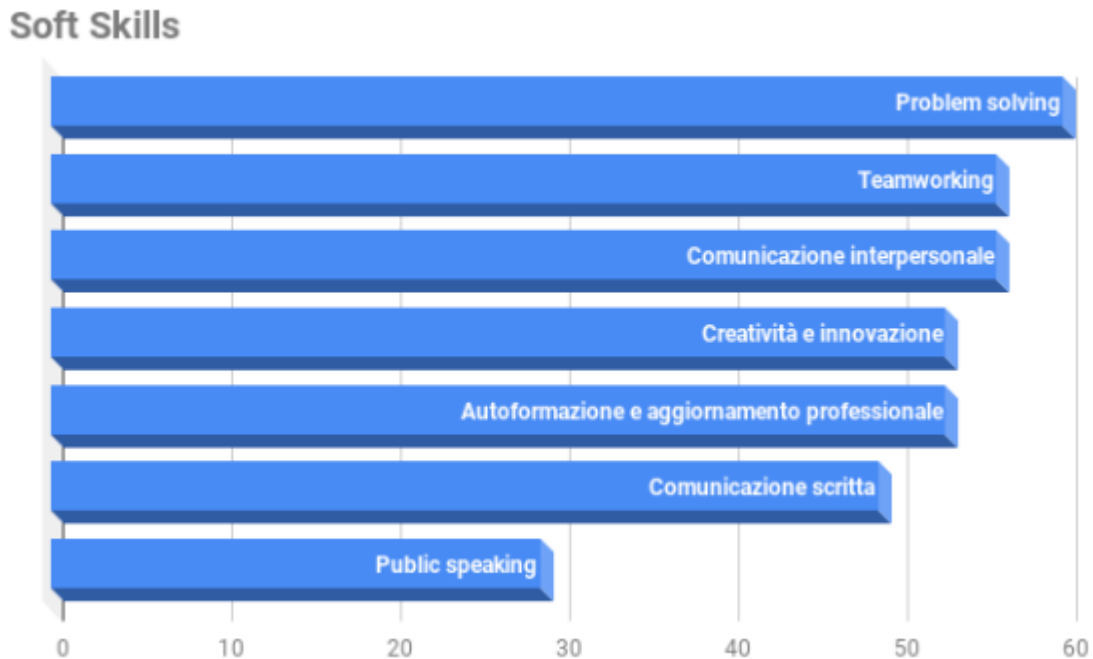 Soft Skills
Problem solving
Teamworking
Comunicazione interpersonale
Creatività e innovazione
Autoformazione e aggiornamento professionale
Comunicazione scritta
Public speaking
0 10 20 30 40 50 60